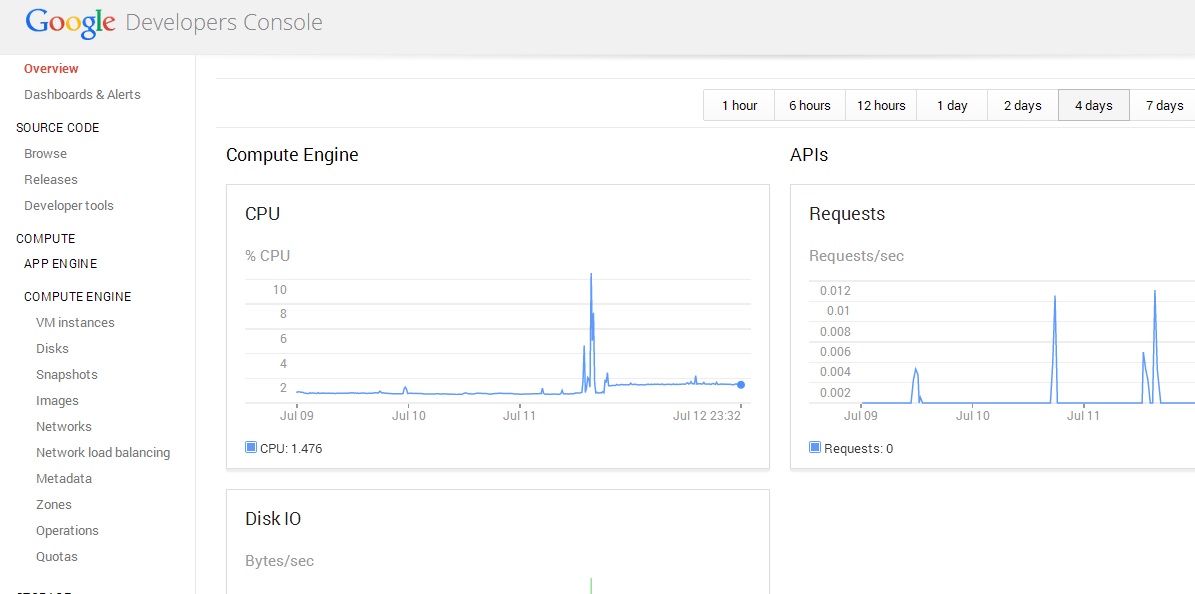 Google Developers Console
Overview
Dashboards & Alerts
SOURCE CODE
Browse
Releases
Developer tools
COMPUTE
APP ENGINE
COMPUTE ENGINE
VM instances
Disks
Snapshots
Images
Networks
Network load balancing
Metadata
Zones
Operations
Quotas
1 hour 6 hours 12 hours 1 day 2 days 4 days 7 days
Compute Engine
CPU
% CPU
10
8
6
4
2
Jul 09 Jul 10 Jul 11 Jul 12 23:32
CPU: 1.476
Disk IO
Bytes/sec
APIs
Requests
Requests/sec
0.012
0.01
0.008
0.006
0.004
0.002
Jul 09 Jul 10 Jul 11
Requests: 0